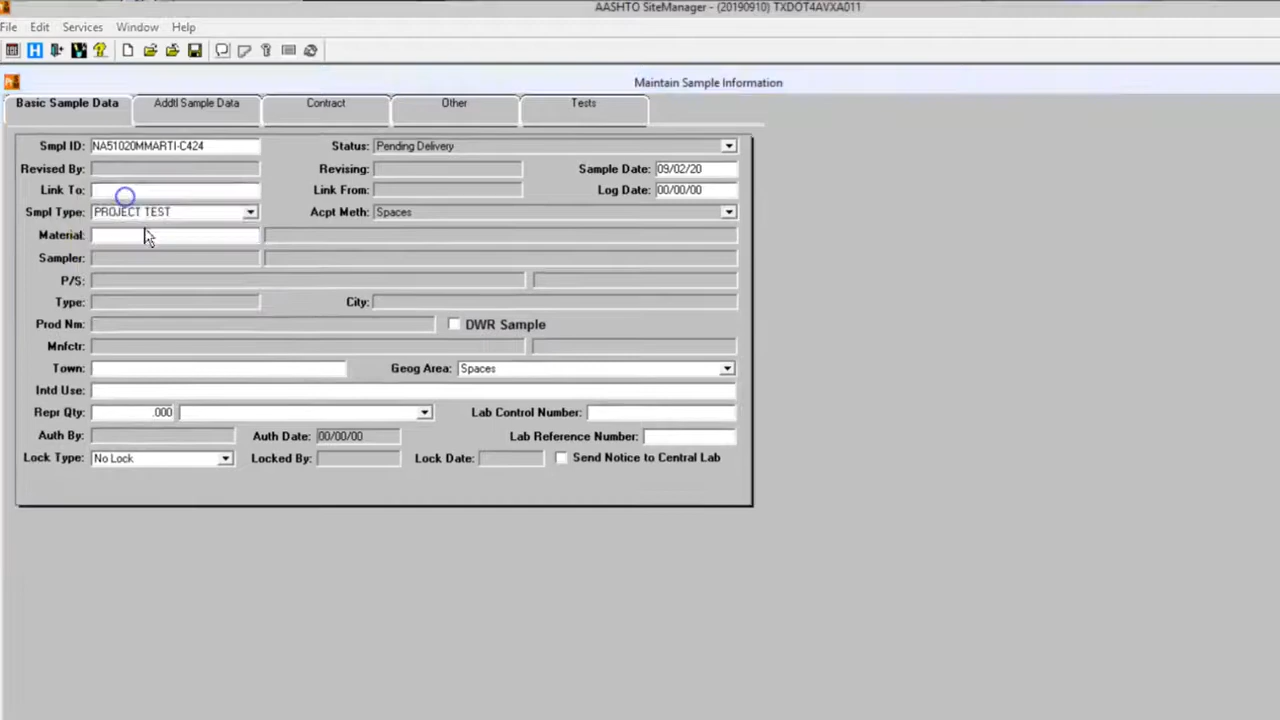 AASHTO SiteManager - (20190910) TXDOT4AVXA011
File Edit Services Window Help
Maintain Sample Information
Basic Sample Data Addtl Sample Data Contract Other Tests
Smpl ID: NA51020MMARTI-C424 Status: Pending Delivery
Revised By: Revising: Sample Date: 09/02/20
Link To: Link From: Log Date: 00/00/00
Smpl Type: PROJECT TEST Acpt Meth: Spaces
Material:
Sampler:
P/S:
Type: City:
Prod Nm: DWR Sample
Mnfctr:
Town: Geog Area: Spaces
Intd Use:
Repr Qty: .000 Lab Control Number:
Auth By: Auth Date: 00/00/00 Lab Reference Number:
Lock Type: No Lock Locked By: Lock Date: Send Notice to Central Lab